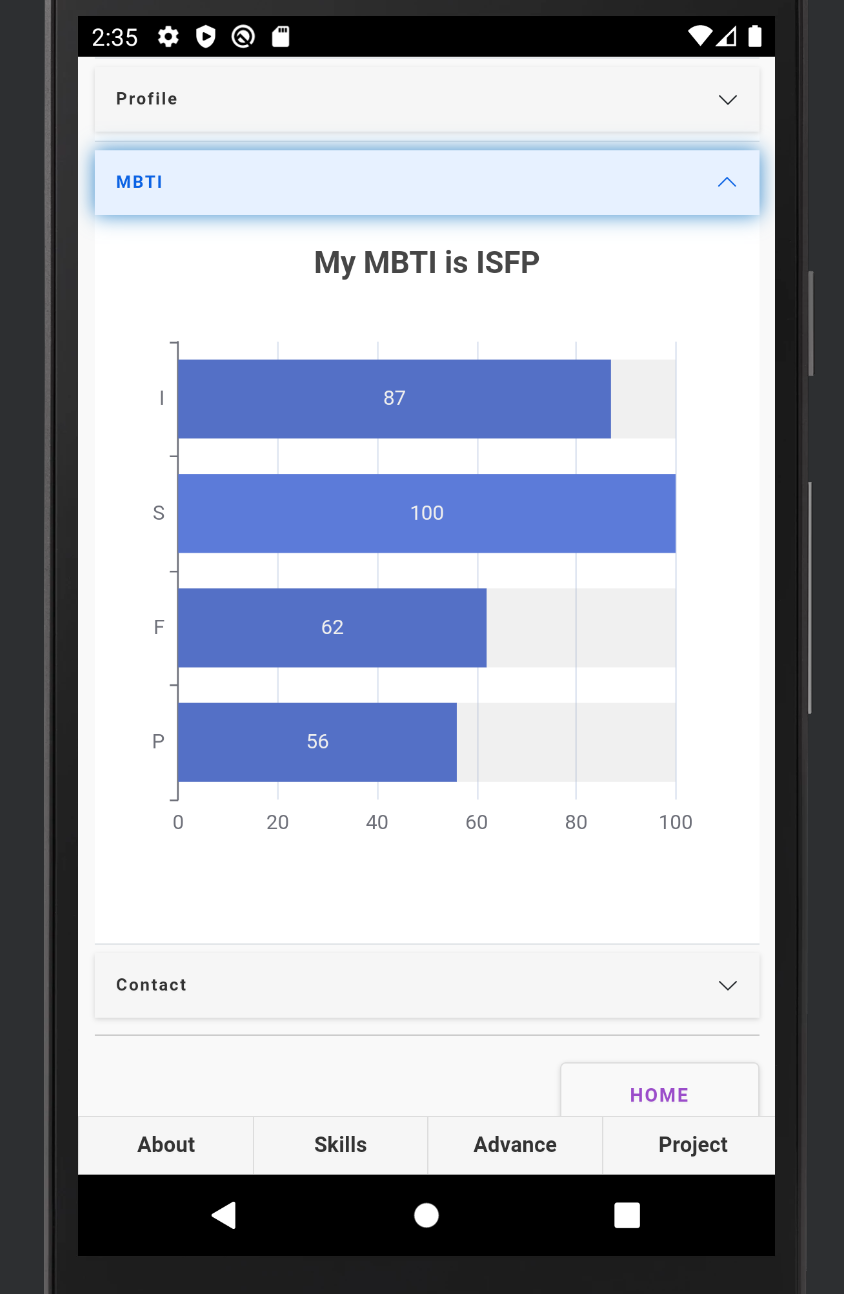 2:35
Profile
MBTI
My MBTI is ISFP
I 87
S 100
F 62
P 56
0 20 40 60 80 100
Contact
HOME
About Skills Advance Project